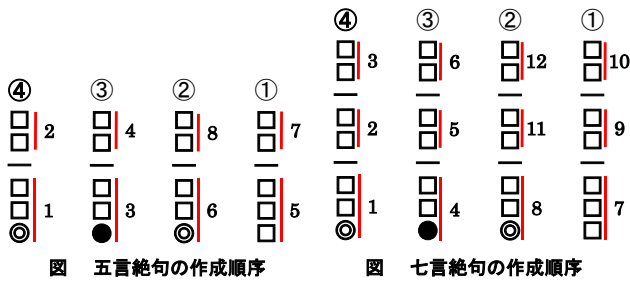 ④ ③ ② ①
2 4 8 7
1 3 6 5
図 五言絶句の作成順序
④ ③ ② ①
3 6 12 10
2 5 11 9
1 4 8 7
図 七言絶句の作成順序